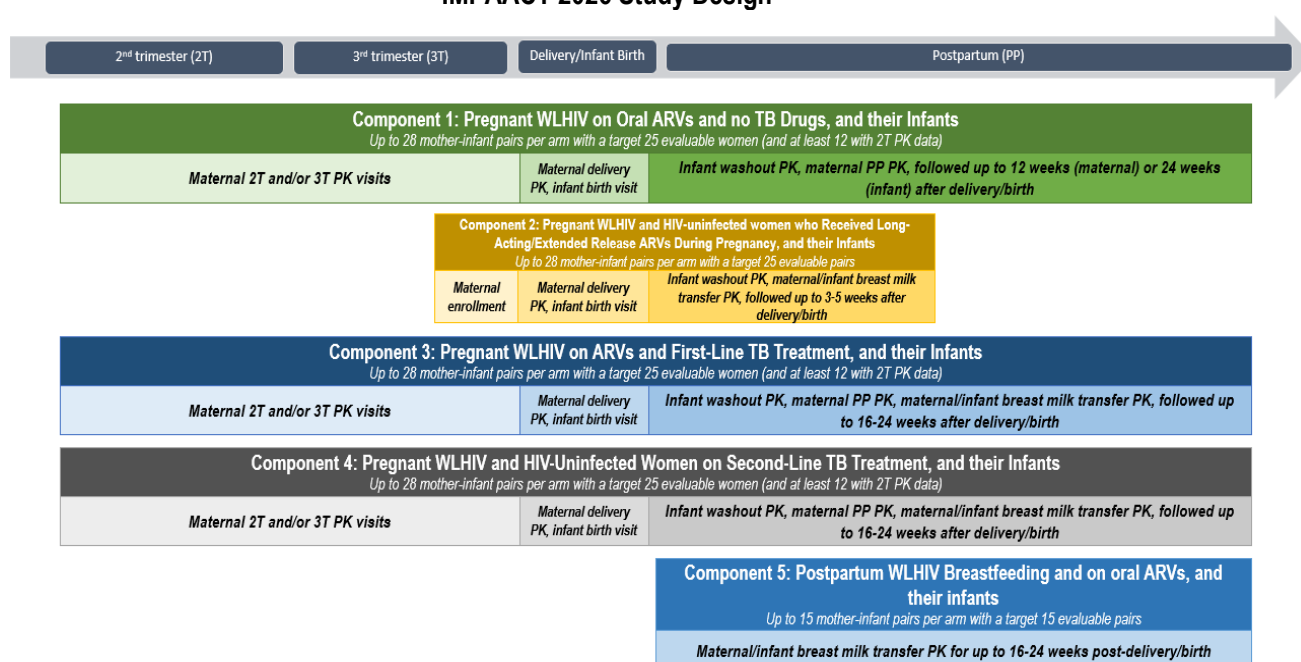 2nd trimester (2T)
3rd trimester (3T)
Delivery/Infant Birth
Postpartum (PP)
Component 1: Pregnant WLHIV on Oral ARVs and no TB Drugs, and their Infants
Up to 28 mother-infant pairs per arm with a target 25 evaluable women (and at least 12 with 2T PK data)
Maternal 2T and/or 3T PK visits
Maternal delivery
PK, infant birth visit
Infant washout PK, maternal PP PK, followed up to 12 weeks (maternal) or 24 weeks
(infant) after delivery/birth
Component 2: Pregnant WLHIV and HIV-uninfected women who Received Long-
Acting/Extended Release ARVs During Pregnancy, and their Infants
Up to 28 mother-infant pairs per arm with a target 25 evaluable pairs
Maternal
enrollment
Maternal delivery
PK, infant birth visit
Infant washout PK, maternal/infant breast milk
transfer PK, followed up to 3-5 weeks after
delivery/birth
Component 3: Pregnant WLHIV on ARVs and First-Line TB Treatment, and their Infants
Up to 28 mother-infant pairs per arm with a target 25 evaluable women (and at least 12 with 2T PK data)
Maternal 2T and/or 3T PK visits
Maternal delivery
PK, infant birth visit
Infant washout PK, maternal PP PK, maternal/infant breast milk transfer PK, followed up
to 16-24 weeks after delivery/birth
Component 4: Pregnant WLHIV and HIV-Uninfected Women on Second-Line TB Treatment, and their Infants
Up to 28 mother-infant pairs per arm with a target 25 evaluable women (and at least 12 with 2T PK data)
Maternal 2T and/or 3T PK visits
Maternal delivery
PK, infant birth visit
Infant washout PK, maternal PP PK, maternal/infant breast milk transfer PK, followed up
to 16-24 weeks after delivery/birth
Component 5: Postpartum WLHIV Breastfeeding and on oral ARVs, and
their infants
Up to 15 mother-infant pairs per arm with a target 15 evaluable pairs
Maternal/infant breast milk transfer PK for up to 16-24 weeks post-delivery/birth